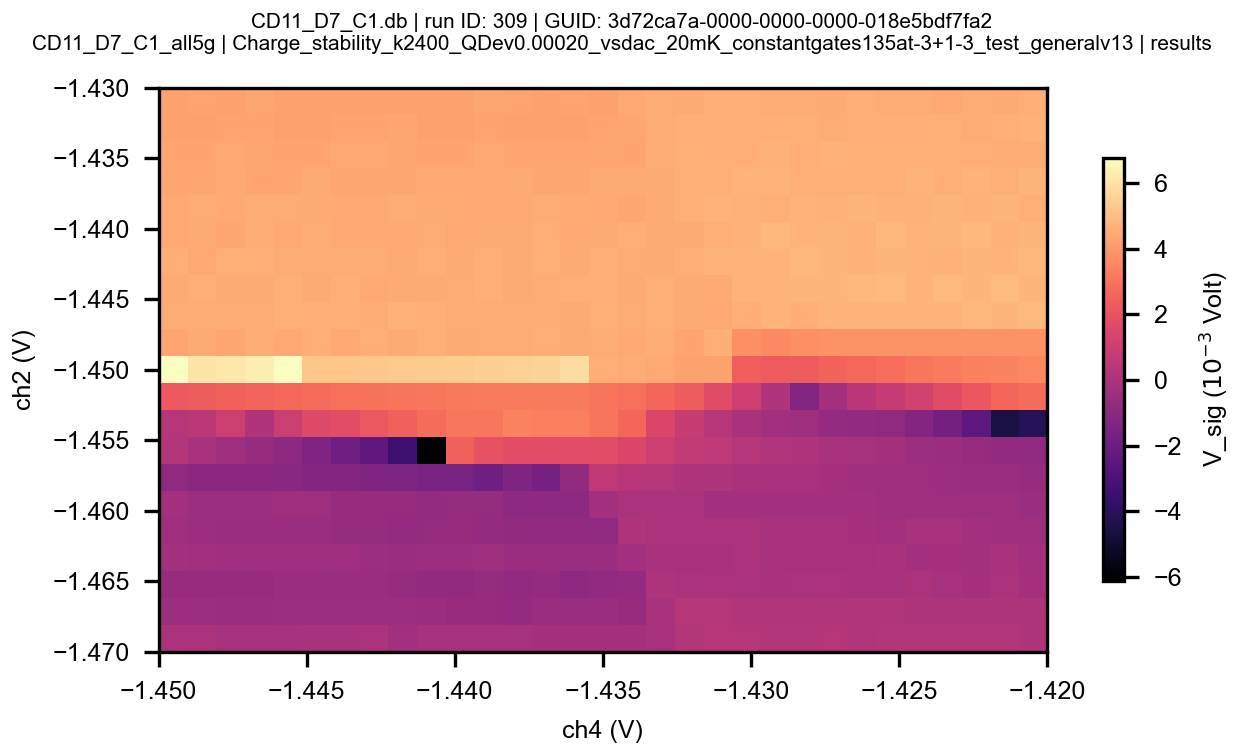 CD11_D7_C1.db | run ID: 309 | GUID: 3d72ca7a-0000-0000-0000-018e5bdf7fa2
CD11_D7_C1_all5g | Charge_stability_k2400_QDev0.00020_vsdac_20mK_constantgates135at-3+1-3_test_generalv13 | results
−1.430
−1.435
−1.440
−1.445
−1.450
−1.455
−1.460
−1.465
−1.470
ch2 (V)
−1.450 −1.445 −1.440 −1.435 −1.430 −1.425 −1.420
ch4 (V)
6
4
2
0
−2
−4
−6
V_sig (10⁻³ Volt)